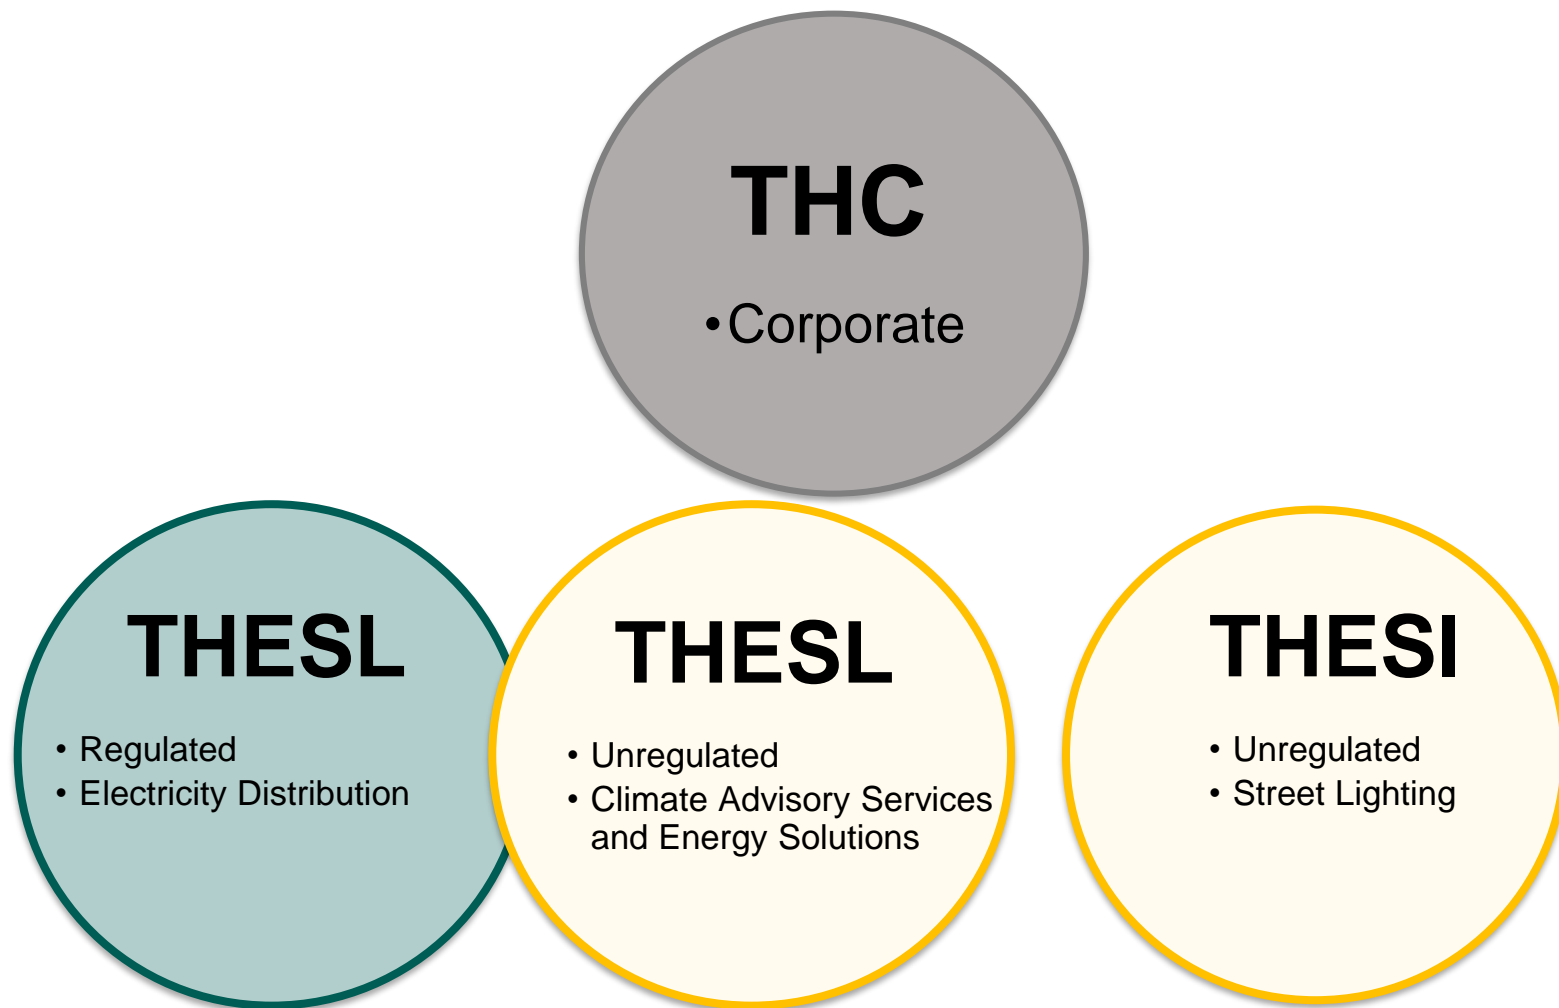 THC
• Corporate
THESL
• Regulated
• Electricity Distribution
THESL
• Unregulated
• Climate Advisory Services
and Energy Solutions
THESI
• Unregulated
• Street Lighting